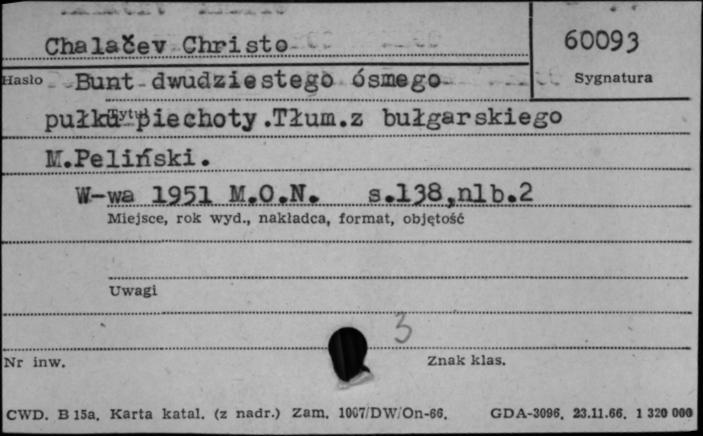 Chalačev Christo
60093
Hasło Bunt dwudziestego ósmego
Sygnatura
Tytuł
pułku piechoty.Tłum.z bułgarskiego
M.Peliński.
W-wa 1951 M.O.N. s.138,nlb.2
Miejsce, rok wyd., nakładca, format, objętość
Uwagi
3
Nr inw.
Znak klas.
CWD. B 15a. Karta katal. (z nadr.) Zam. 1007/DW/On-66. GDA-3096. 23.11.66. 1 320 000